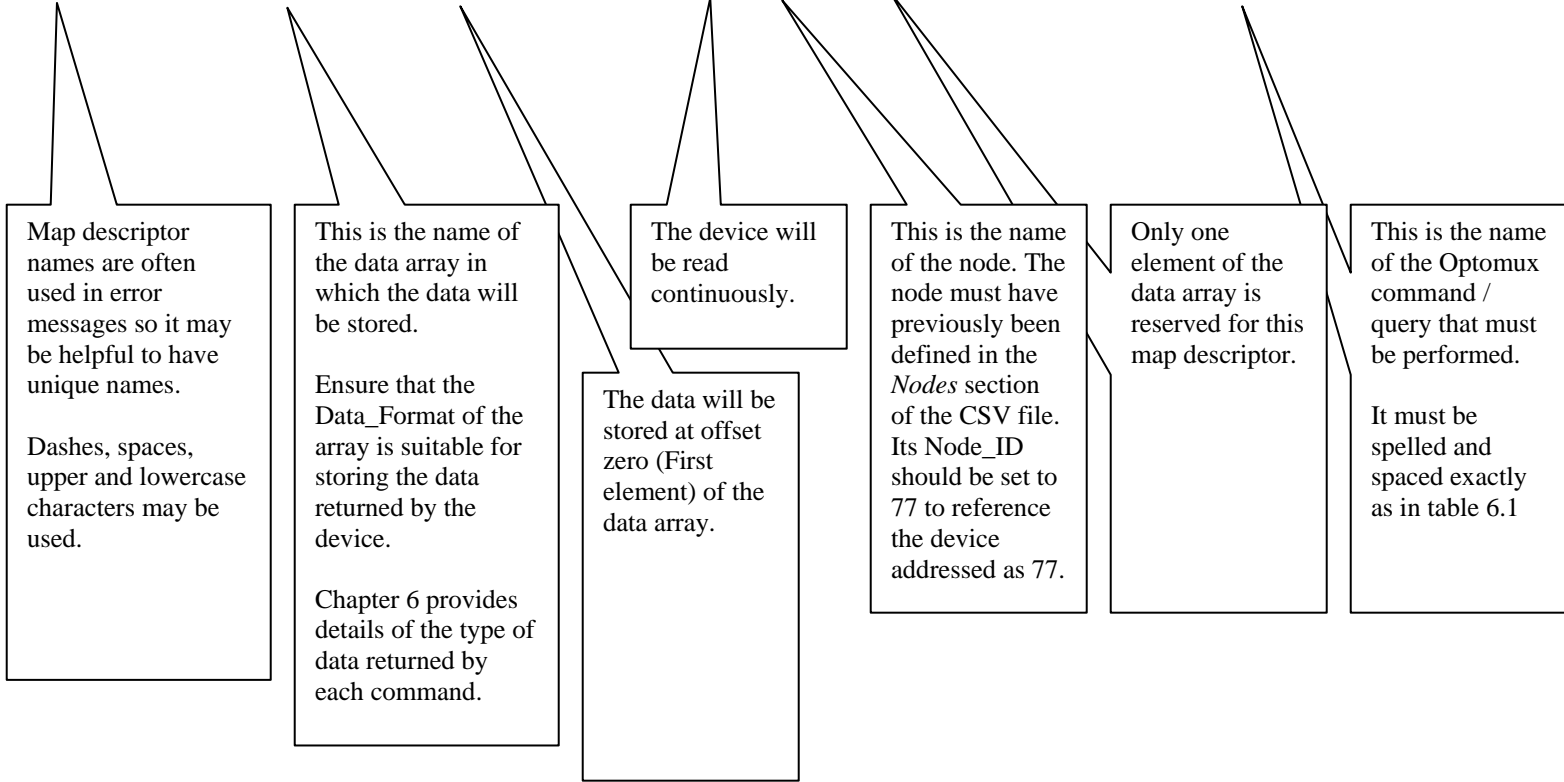 Map descriptor
names are often
used in error
messages so it may
be helpful to have
unique names.
Dashes, spaces,
upper and lowercase
characters may be
used.
This is the name of
the data array in
which the data will
be stored.
Ensure that the
Data_Format of the
array is suitable for
storing the data
returned by the
device.
Chapter 6 provides
details of the type of
data returned by
each command.
The data will be
stored at offset
zero (First
element) of the
data array.
The device will
be read
continuously.
This is the name
of the node. The
node must have
previously been
defined in the
Nodes section
of the CSV file.
Its Node_ID
should be set to
77 to reference
the device
addressed as 77.
Only one
element of the
data array is
reserved for this
map descriptor.
This is the name
of the Optomux
command /
query that must
be performed.
It must be
spelled and
spaced exactly
as in table 6.1